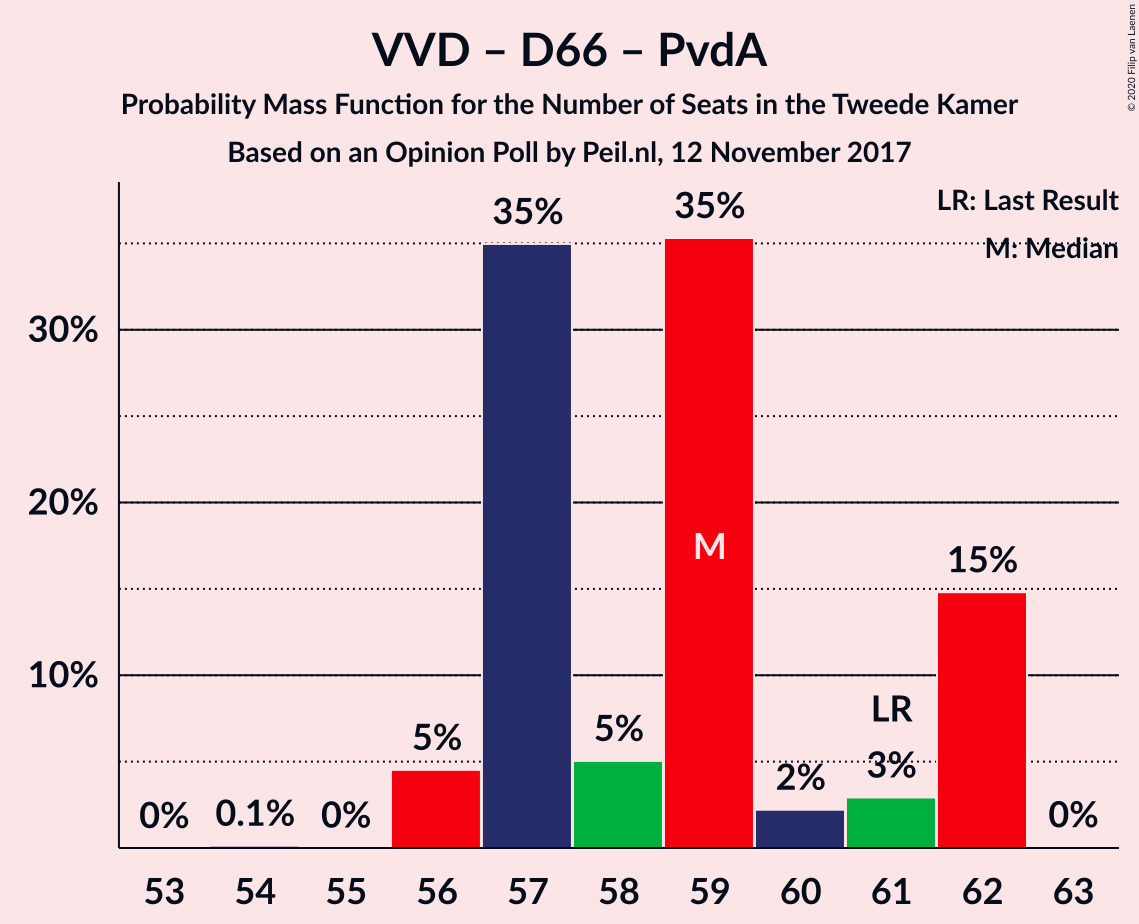 VVD – D66 – PvdA
Probability Mass Function for the Number of Seats in the Tweede Kamer
Based on an Opinion Poll by Peil.nl, 12 November 2017
© 2020 Filip van Laenen
LR: Last Result
M: Median
35%
35%
30%
M
20%
15%
10%
LR
5%
5%
3%
2%
0%
0.1%
0%
0%
53 54 55 56 57 58 59 60 61 62 63